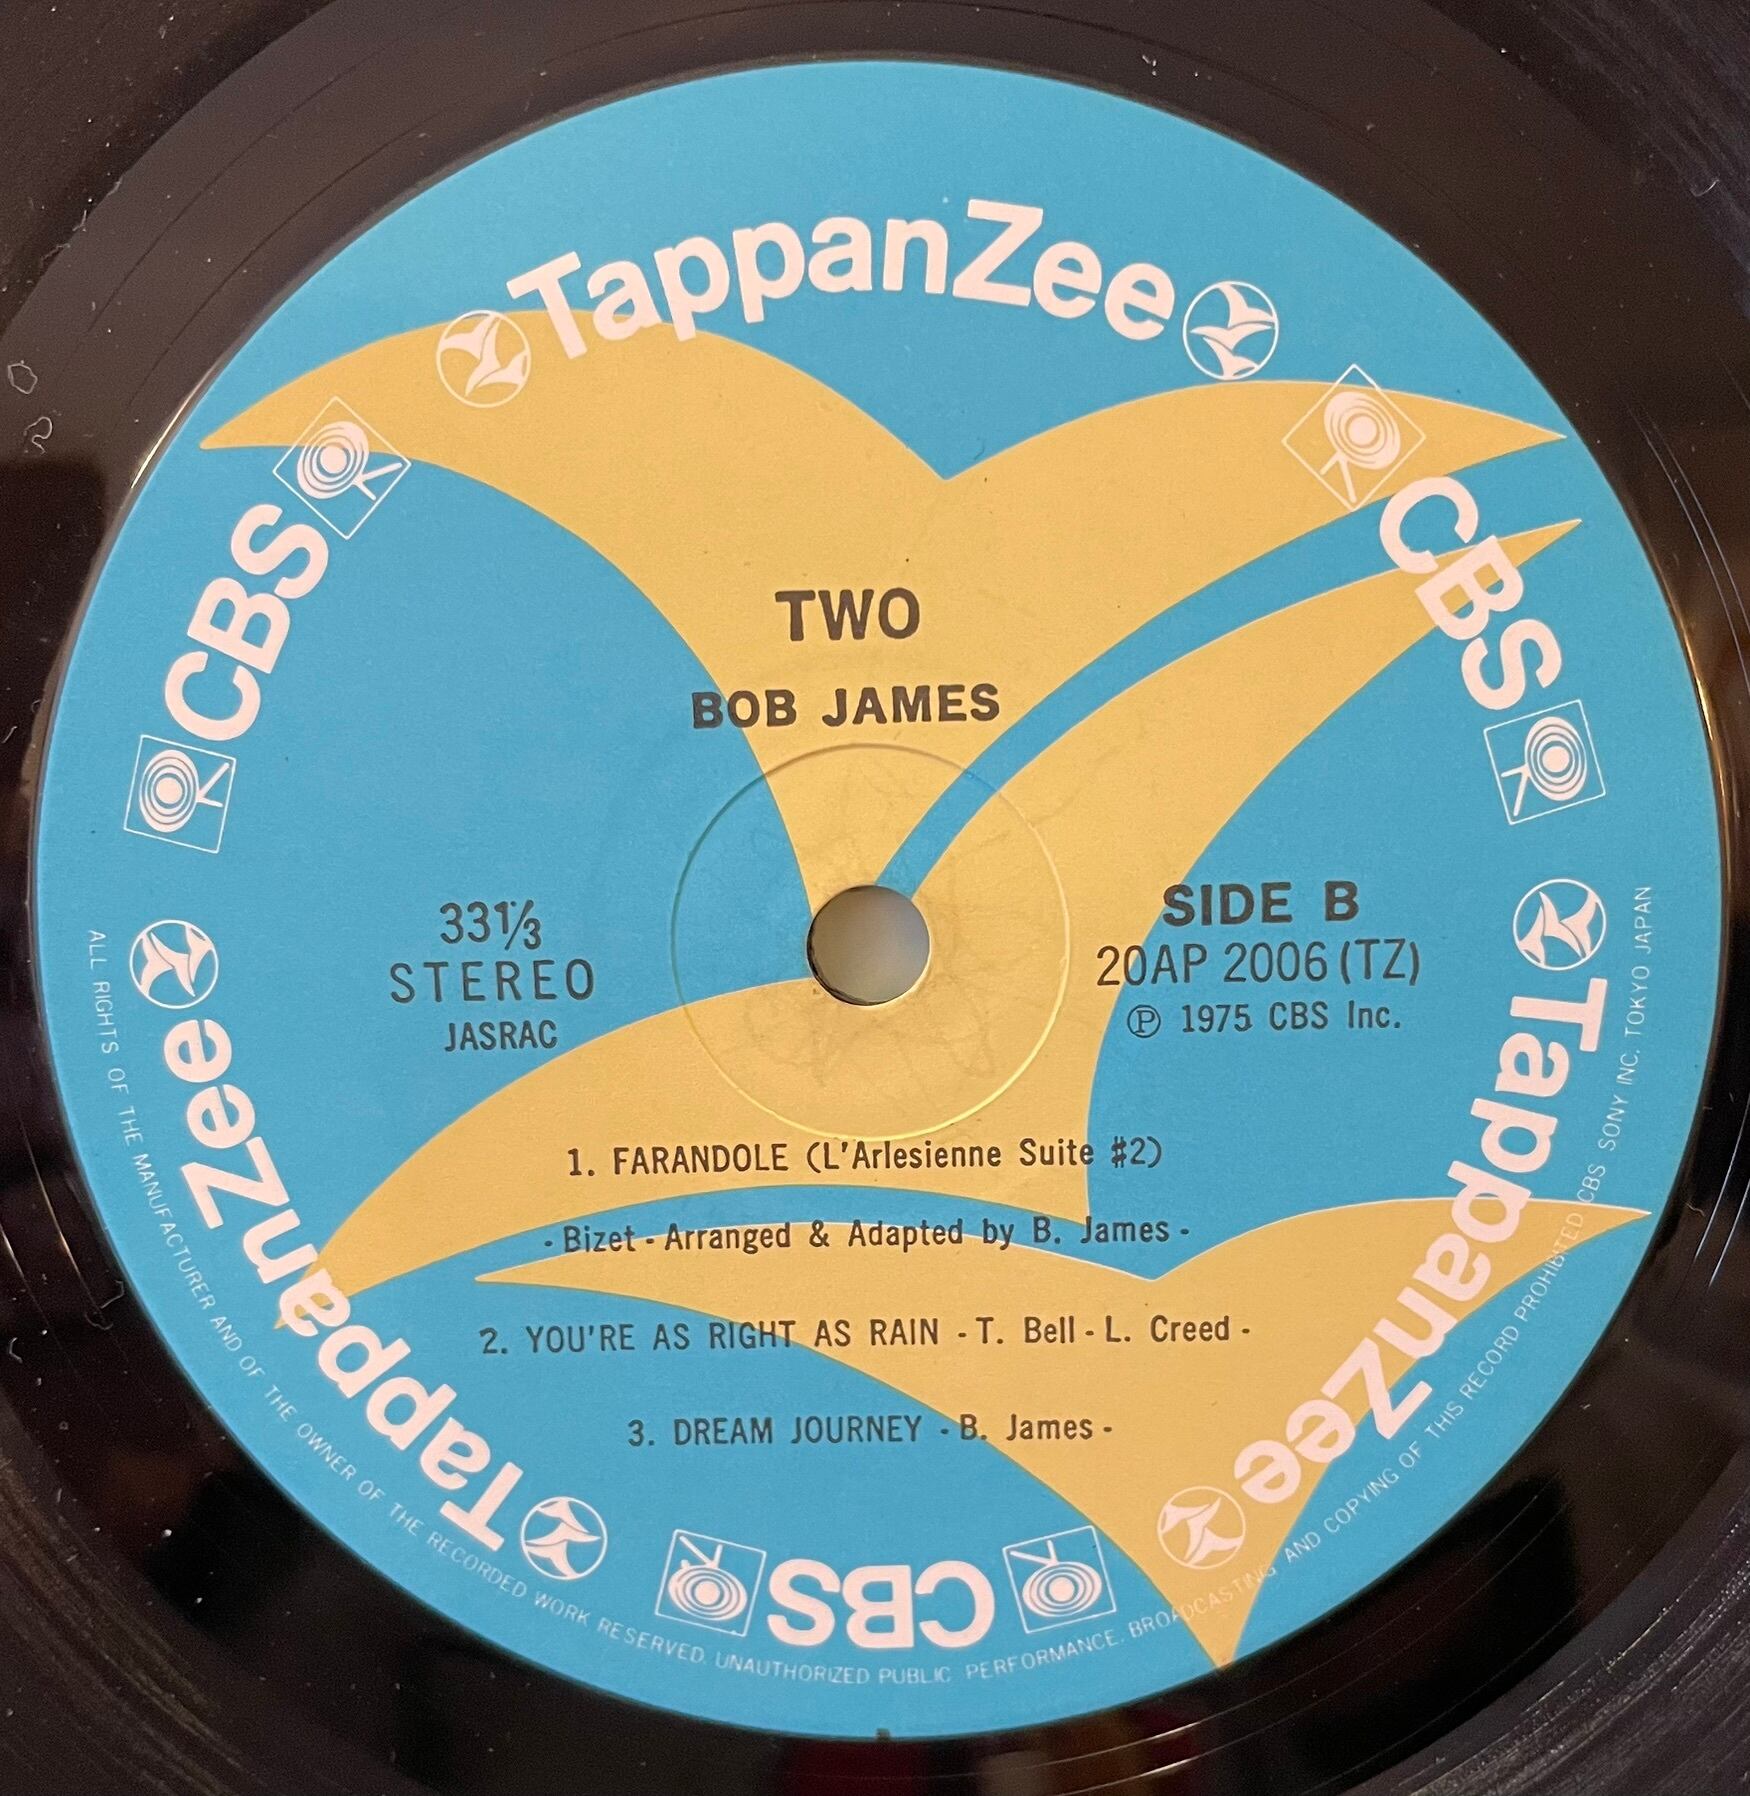 TappanZee
CBS
CBS
TWO
BOB JAMES
33⅓
STEREO
JASRAC
SIDE B
20AP 2006 (TZ)
℗ 1975 CBS Inc.
1. FARANDOLE (L'Arlesienne Suite #2)
- Bizet - Arranged & Adapted by B. James -
2. YOU'RE AS RIGHT AS RAIN - T. Bell - L. Creed -
3. DREAM JOURNEY - B. James -
TappanZee
TappanZee
CBS
ALL RIGHTS OF THE MANUFACTURER AND OF THE OWNER OF THE RECORDED WORK RESERVED. UNAUTHORIZED PUBLIC PERFORMANCE. BROADCASTING AND COPYING OF THIS RECORD PROHIBITED CBS SONY INC. TOKYO JAPAN